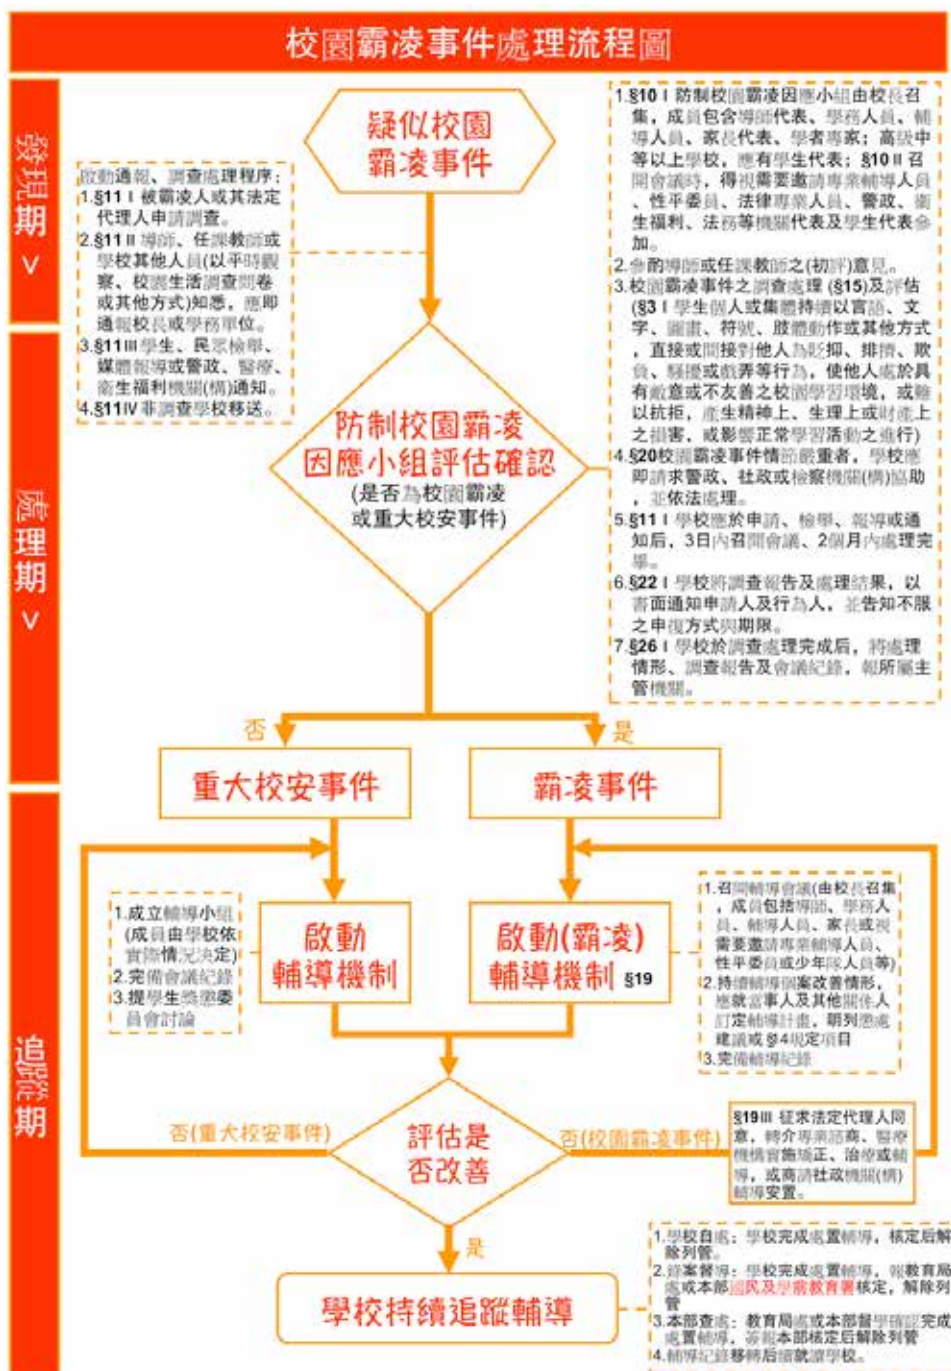 校園霸凌事件處理流程圖
發現期 >
處理期 >
追蹤期
疑似校園
霸凌事件
啟動通報、調查處理程序：
1.§11 I 被霸凌人或其法定
代理人申請調查。
2.§11 II 導師、任課教師或
學校其他人員(以平時觀
察、校園生活調查問卷
或其他方式)知悉，應即
通報校長或學務單位。
3.§11 III 學生、民眾檢舉、
媒體報導或警政、醫療、
衛生福利機關(構)通知。
4.§11 IV 非調查學校移送。
1.§10 I 防制校園霸凌因應小組由校長召
集，成員包含導師代表、學務人員、輔
導人員、家長代表、學者專家；高級中
等以上學校，應有學生代表；§10 II 召
開會議時，得視需要邀請專業輔導人員
、性平委員、法律專業人員、警政、衛
生福利、法務等機關代表及學生代表參
加。
2.參酌導師或任課教師之(初評)意見。
3.校園霸凌事件之調查處理 (§15)及評估
(§3 I 學生個人或集體持續以言語、文
字、圖畫、符號、肢體動作或其他方式
，直接或間接對他人為貶抑、排擠、欺
負、騷擾或戲弄等行為，使他人處於具
有敵意或不友善之校園學習環境，或難
以抗拒，產生精神上、生理上或財產上
之損害，或影響正常學習活動之進行)
4.§20校園霸凌事件情節嚴重者，學校應
即請求警政、社政或檢察機關(構)協助
，並依法處理。
5.§11 I 學校應於申請、檢舉、報導或通
知后，3日內召開會議、2個月內處理完
畢。
6.§22 I 學校將調查報告及處理結果，以
書面通知申請人及行為人，並告知不服
之申復方式與期限。
7.§26 I 學校於調查處理完成后，將處理
情形、調查報告及會議紀錄，報所屬主
管機關。
防制校園霸凌
因應小組評估確認
(是否為校園霸凌
或重大校安事件)
否
是
重大校安事件
霸凌事件
1.成立輔導小組
(成員由學校依
實際情況決定)
2.完備會議紀錄
3.提學生獎懲委
員會討論
啟動
輔導機制
啟動(霸凌)
輔導機制 §19
1.召開輔導會議(由校長召集
，成員包括導師、學務人
員、輔導人員、家長或視
需要邀請專業輔導人員、
性平委員或少年隊人員等)
2.持續輔導個案改善情形，
應就當事人及其他關係人
訂定輔導計畫，明列懲處
建議或§14規定項目
3.完備輔導紀錄
否(重大校安事件)
評估是
否改善
否(校園霸凌事件)
§19III 征求法定代理人同
意，轉介專業諮商、醫療
機構實施矯正、治療或輔
導，或商請社政機關(構)
輔導安置。
是
學校持續追蹤輔導
1.學校自處：學校完成處置輔導，核定后解
除列管。
2.錄案督導：學校完成處置輔導，報教育局
處或本部國民及學前教育署核定，解除列
管
3.本部查處：教育局處或本部督學確認完成
處置輔導，簽報本部核定后解除列管
4.輔導紀錄移轉后續就讀學校。